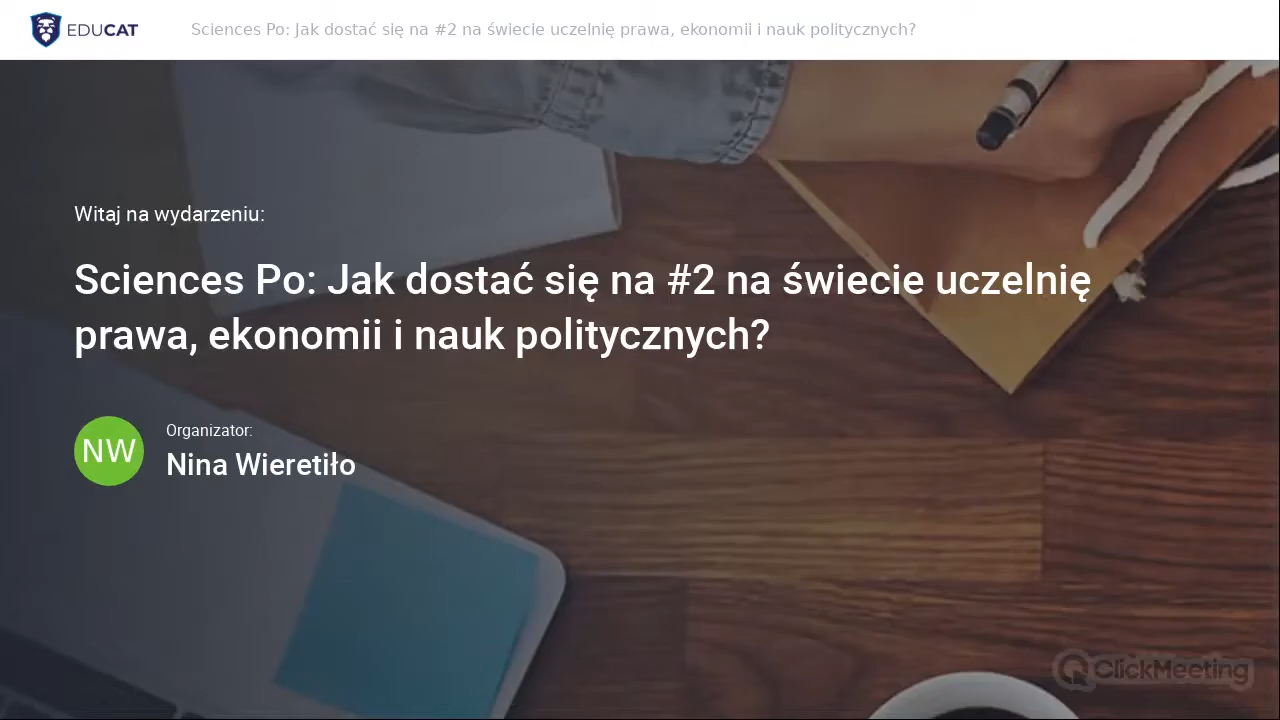 EDUCAT
Sciences Po: Jak dostać się na #2 na świecie uczelnię prawa, ekonomii i nauk politycznych?
Witaj na wydarzeniu:
Sciences Po: Jak dostać się na #2 na świecie uczelnię
prawa, ekonomii i nauk politycznych?
NW
Organizator:
Nina Wieretiło
ClickMeeting